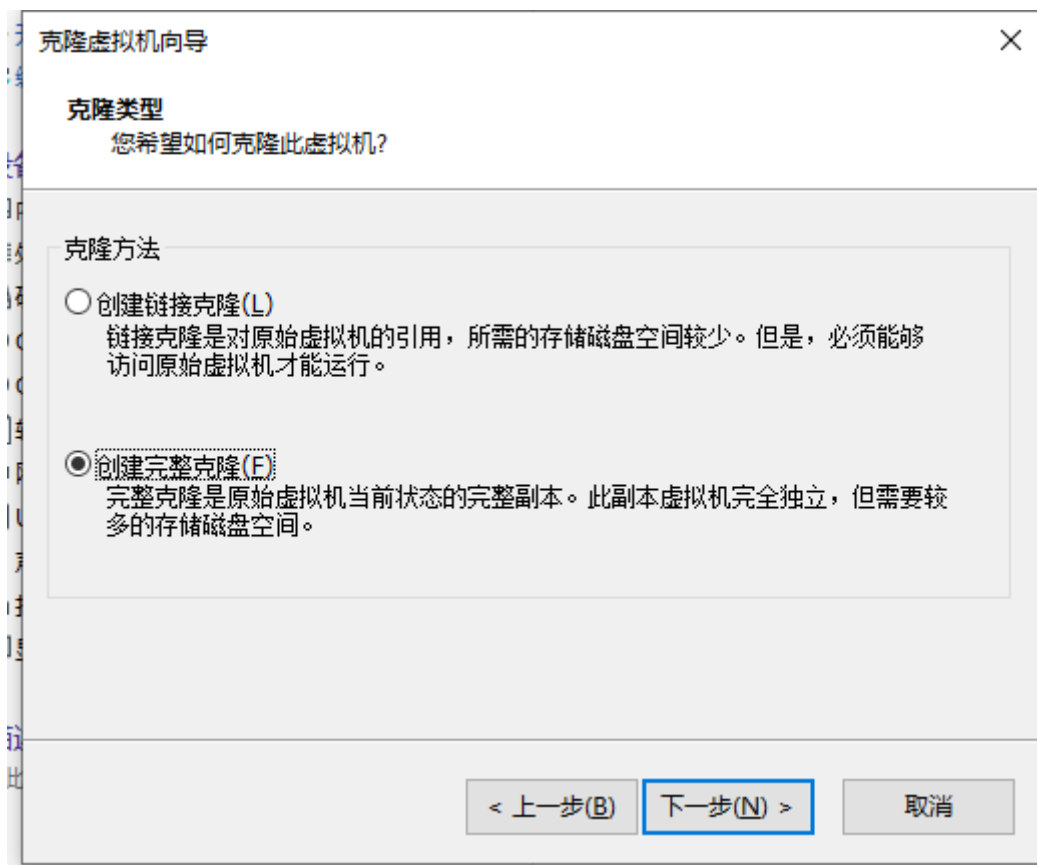 克隆虚拟机向导
克隆类型
您希望如何克隆此虚拟机?
克隆方法
创建链接克隆(L)
链接克隆是对原始虚拟机的引用，所需的存储磁盘空间较少。但是，必须能够
访问原始虚拟机才能运行。
创建完整克隆(F)
完整克隆是原始虚拟机当前状态的完整副本。此副本虚拟机完全独立，但需要较
多的存储磁盘空间。
< 上一步(B) 下一步(N) > 取消